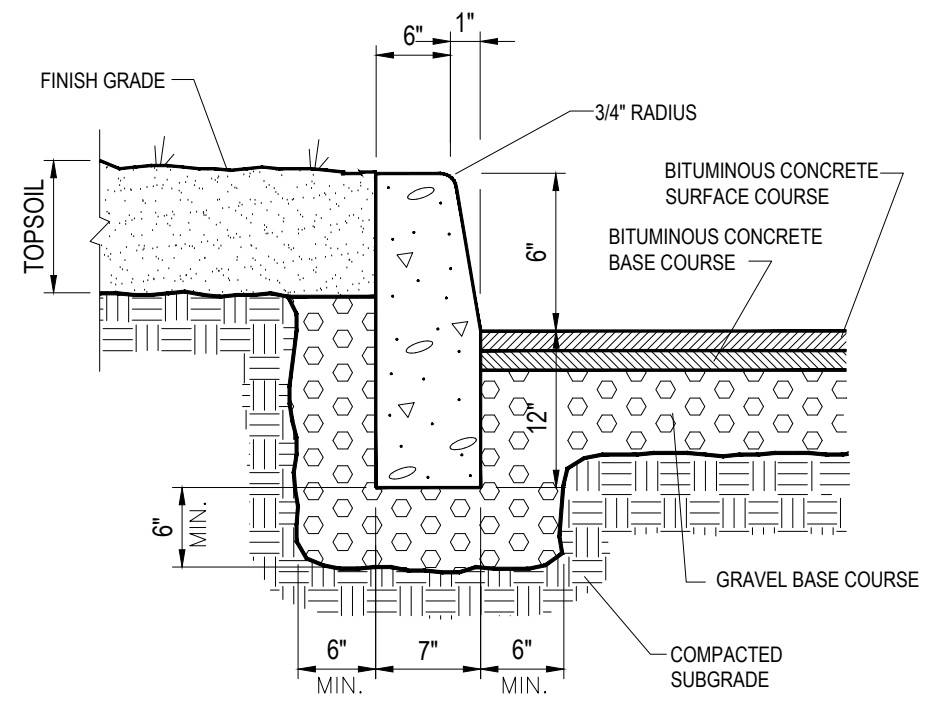 6"
1"
FINISH GRADE
3/4" RADIUS
BITUMINOUS CONCRETE
SURFACE COURSE
BITUMINOUS CONCRETE
BASE COURSE
TOPSOIL
6"
12"
6"
MIN.
GRAVEL BASE COURSE
6"
MIN.
7"
6"
MIN.
COMPACTED
SUBGRADE